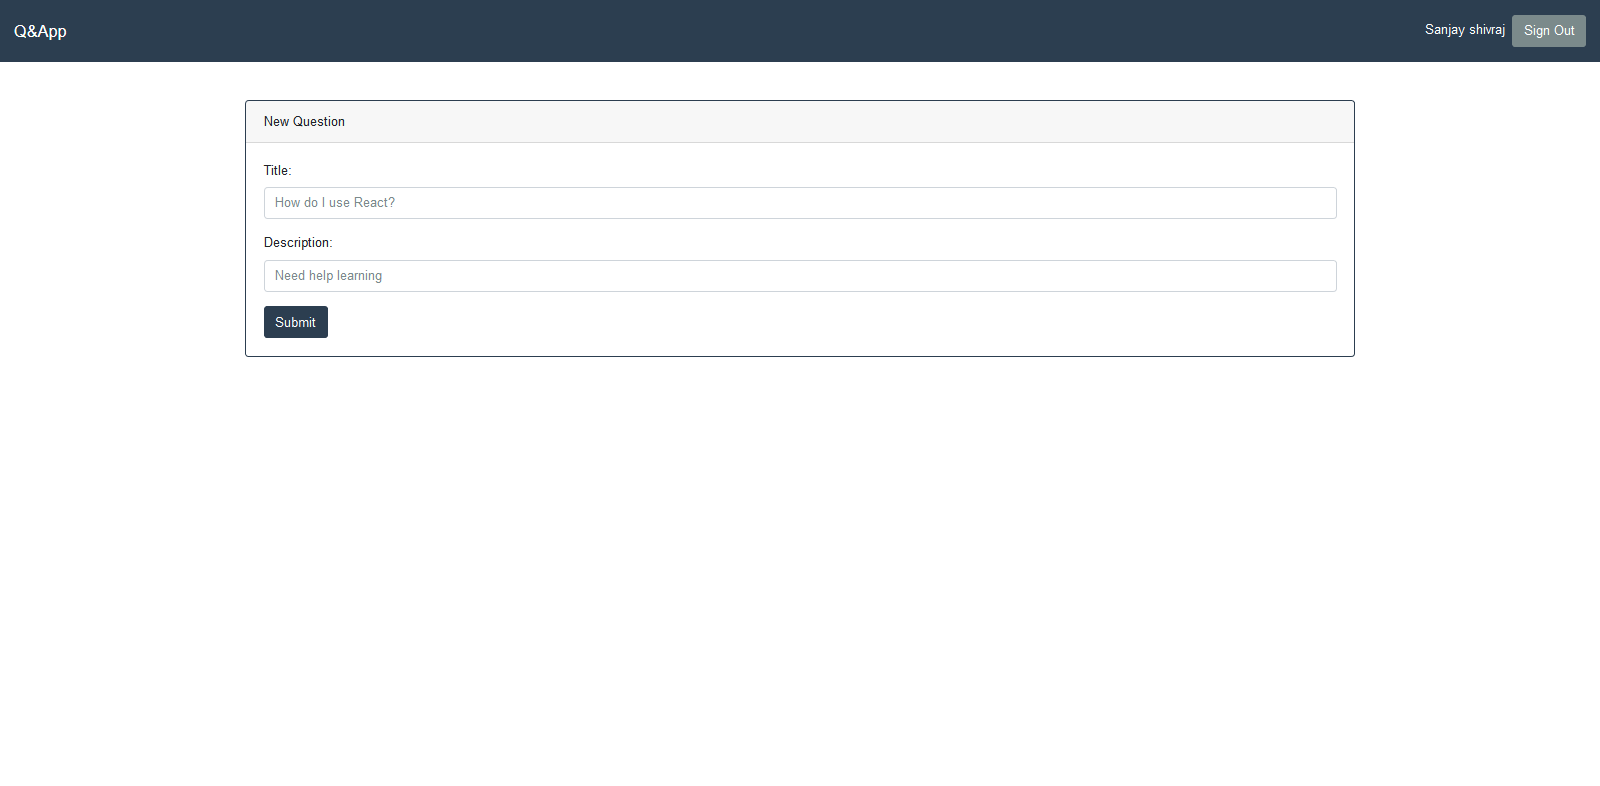 Q&App
Sanjay shivraj
Sign Out
New Question
Title:
How do I use React?
Description:
Need help learning
Submit